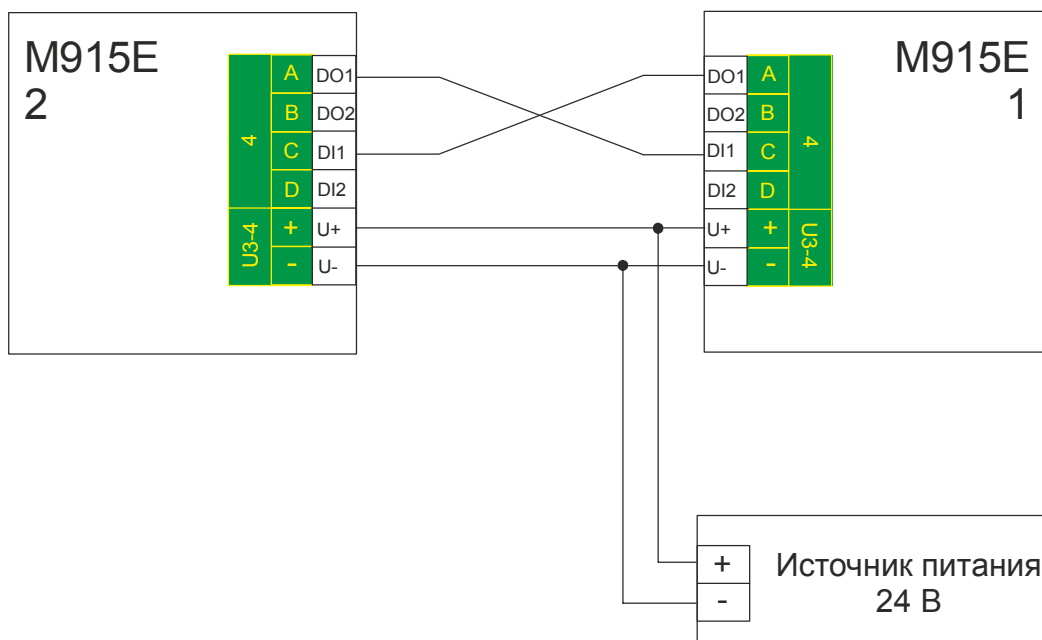 M915E
2
4
A
DO1
B
DO2
C
DI1
D
DI2
U3-4
+
U+
-
U-
M915E
1
DO1
A
DO2
B
DI1
C
DI2
D
4
U+
+
U-
-
U3-4
+
-
Источник питания
24 В